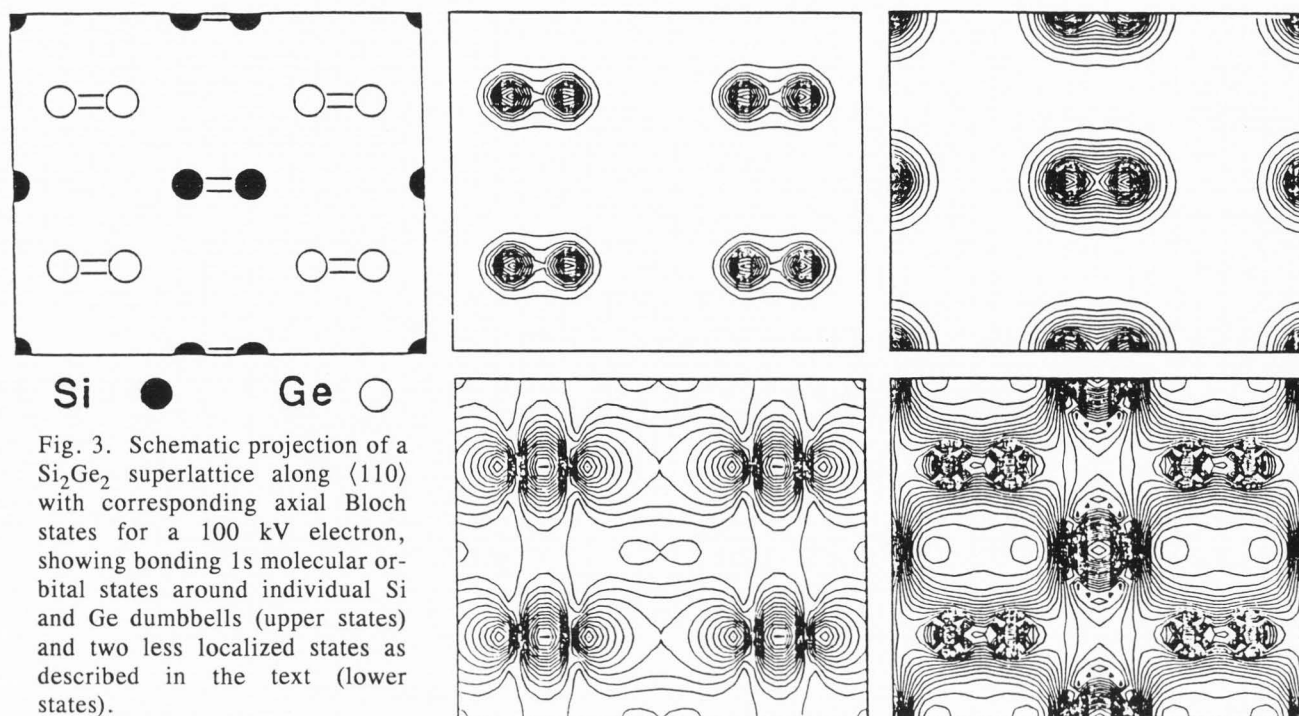 Si Ge
Fig. 3. Schematic projection of a
Si₂Ge₂ superlattice along ⟨110⟩
with corresponding axial Bloch
states for a 100 kV electron,
showing bonding 1s molecular or-
bital states around individual Si
and Ge dumbbells (upper states)
and two less localized states as
described in the text (lower
states).